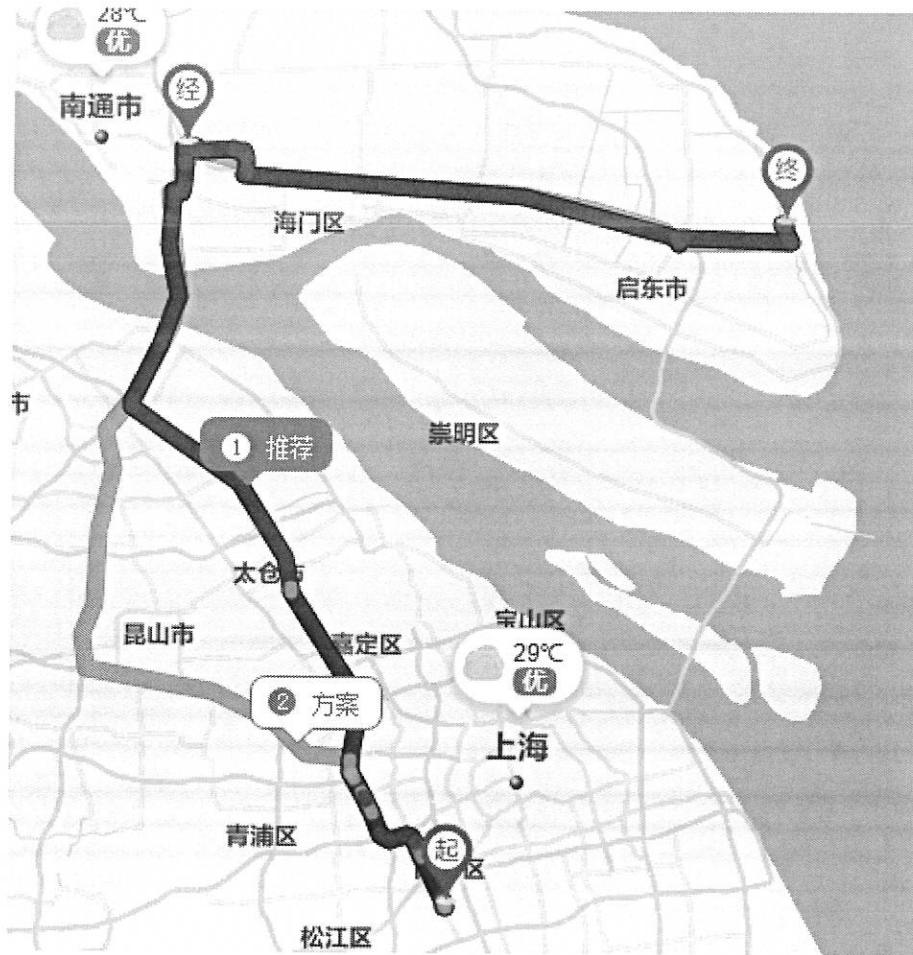 28℃
优
南通市
经
终
海门区
启东市
市
1 推荐
崇明区
太仓市
昆山市
嘉定区
宝山区
29℃
优
2 方案
上海
青浦区
起
区
松江区